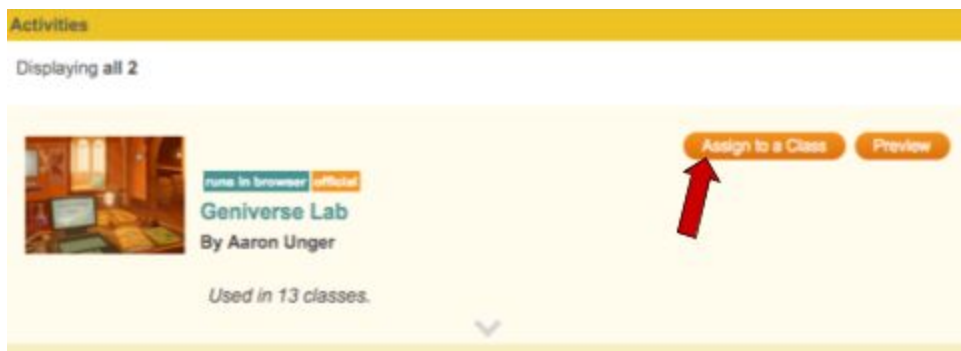 Activities
Displaying all 2
Assign to a Class Preview
runs in browser official
Geniverse Lab
By Aaron Unger
Used in 13 classes.